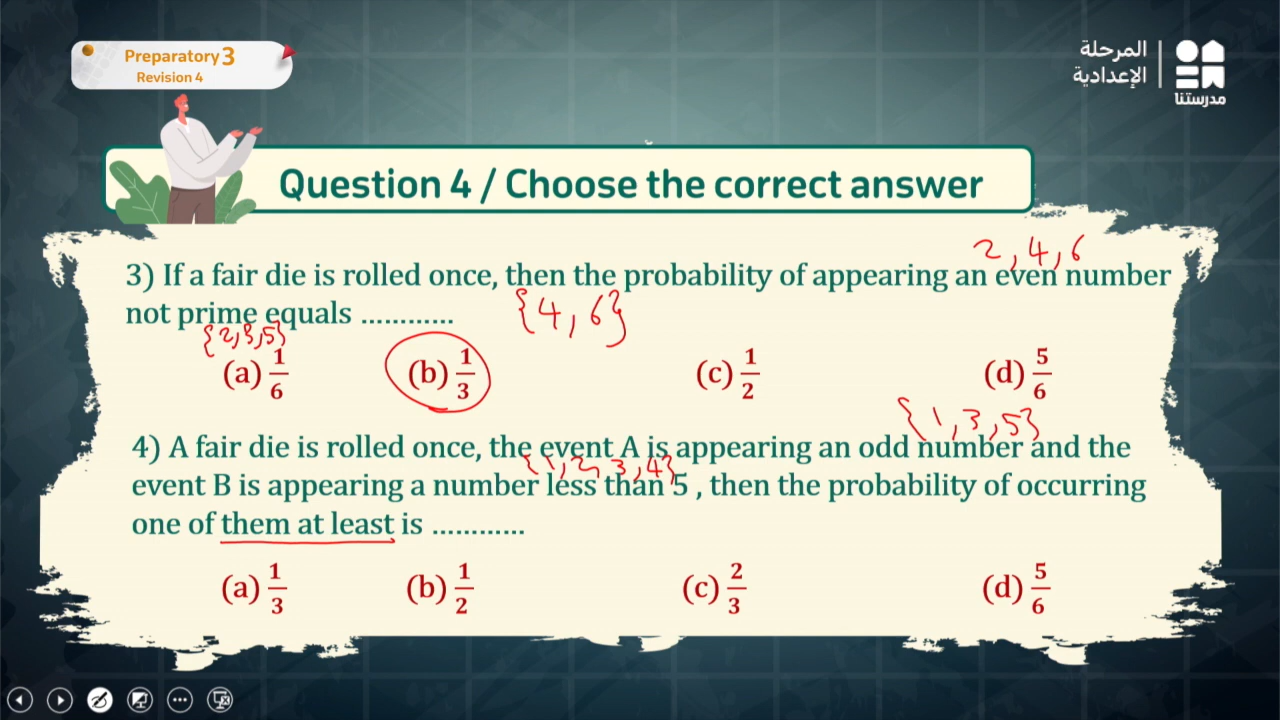 Preparatory 3
Revision 4
المرحلة
الإعدادية
مدرستنا
Question 4 / Choose the correct answer
2, 4, 6
3) If a fair die is rolled once, then the probability of appearing an even number
not prime equals ............ {4, 6}
{2, 3, 5}
(a) 1/6 (b) 1/3 (c) 1/2 (d) 5/6
{1, 3, 5}
4) A fair die is rolled once, the event A is appearing an odd number and the
{1, 2, 3, 4}
event B is appearing a number less than 5 , then the probability of occurring
one of them at least is ............
(a) 1/3 (b) 1/2 (c) 2/3 (d) 5/6